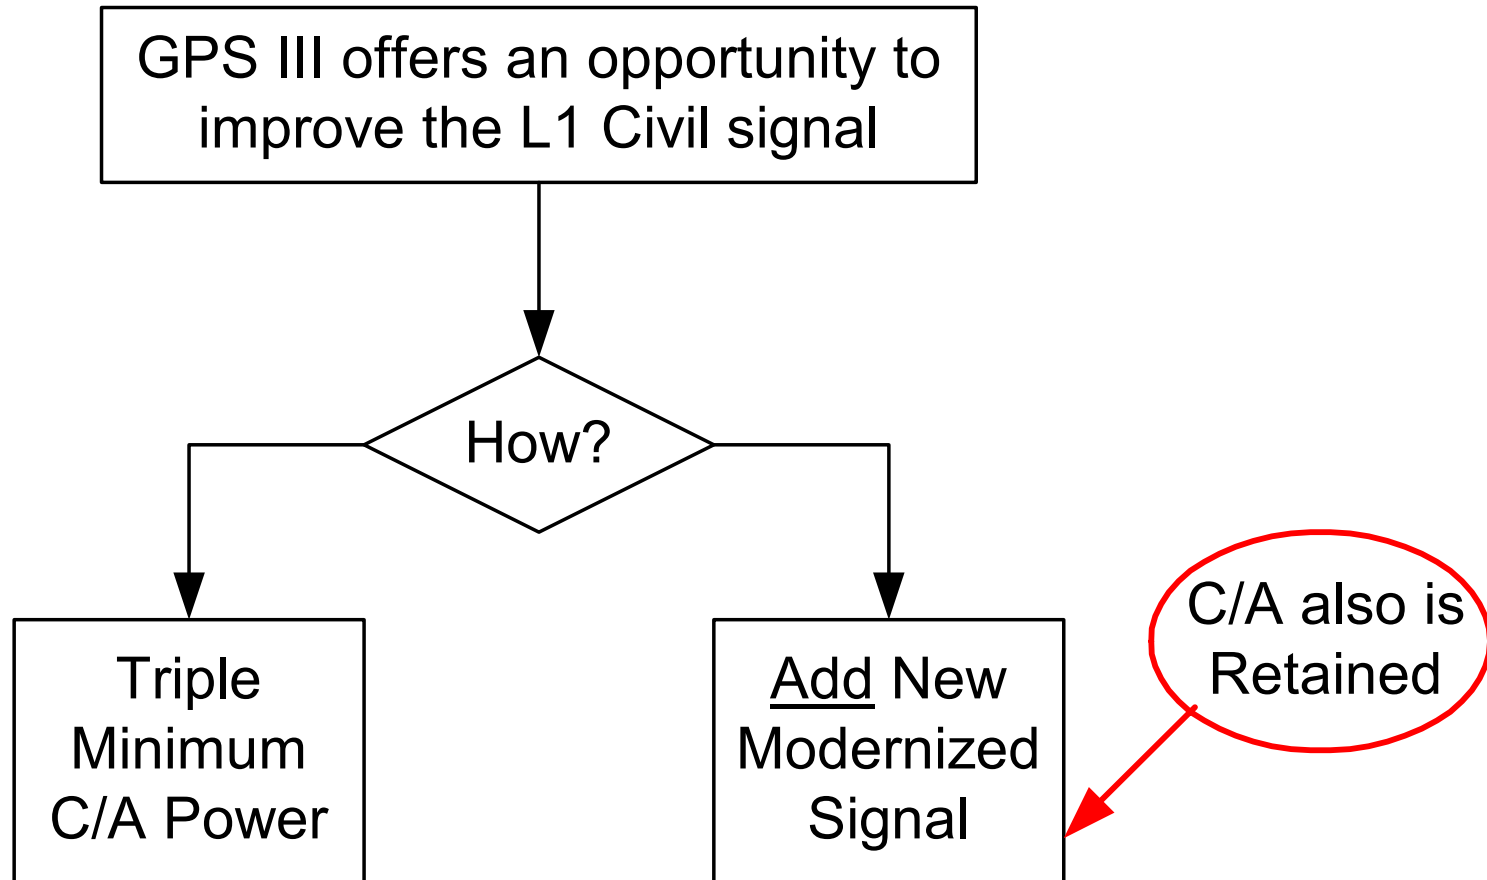 GPS III offers an opportunity to
improve the L1 Civil signal
How?
Triple
Minimum
C/A Power
Add New
Modernized
Signal
C/A also is
Retained